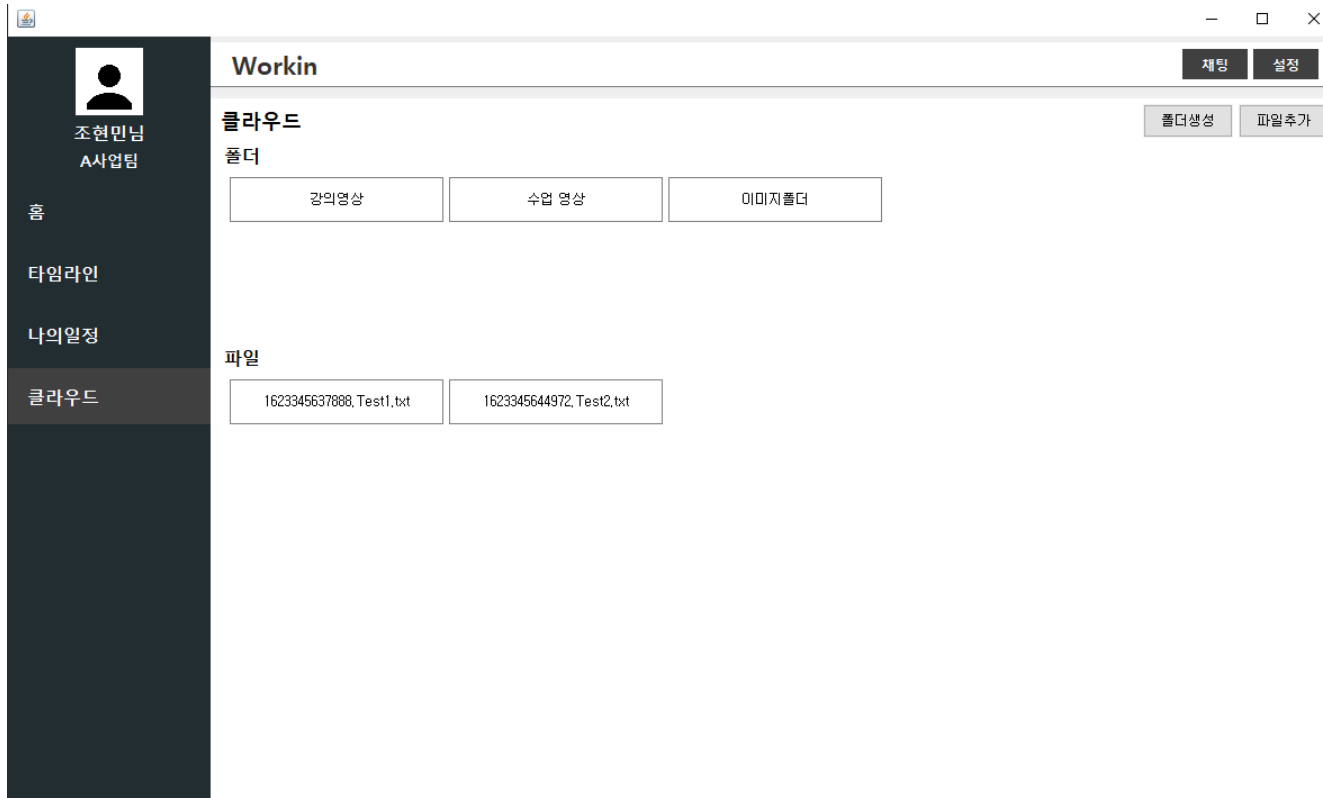 조현민님
A사업팀
홈
타임라인
나의일정
클라우드
Workin
채팅 설정
클라우드
폴더생성 파일추가
폴더
강의영상 수업 영상 이미지폴더
파일
1623345637888,Test1,txt 1623345644972,Test2,txt